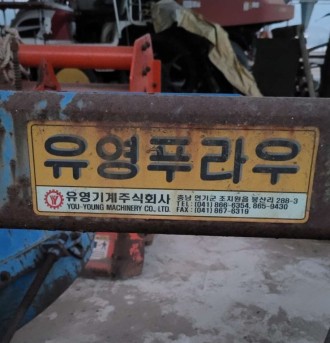 유영푸라우
유영기계주식회사
YOU-YOUNG MACHINERY CO., LTD.
충남 연기군 조치원읍 봉산리 288-3
TEL:(041) 866-6354, 865-9430
FAX:(041) 867-6319